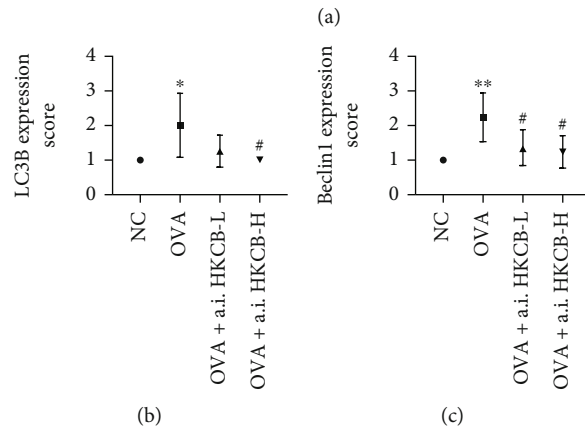 (a)
LC3B expression
score
4
3
2
1
0
*
#
NC
OVA
OVA + a.i. HKCB-L
OVA + a.i. HKCB-H
(b)
Beclin1 expression
score
4
3
2
1
0
**
#
#
NC
OVA
OVA + a.i. HKCB-L
OVA + a.i. HKCB-H
(c)